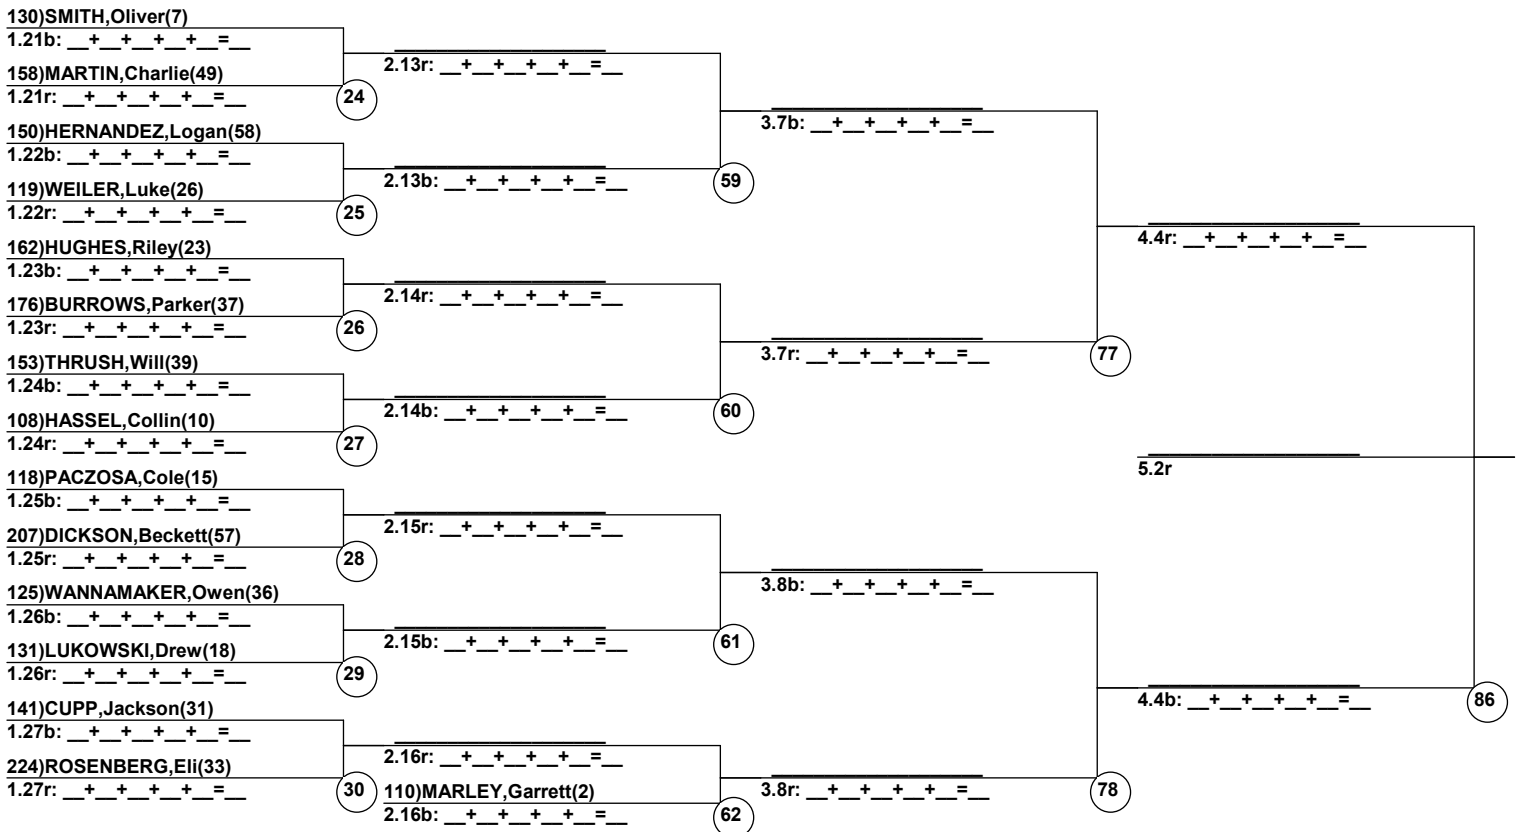 130)SMITH,Oliver(7)
1.21b: __+__+__+__+__=__
158)MARTIN,Charlie(49)
1.21r: __+__+__+__+__=__
24
2.13r: __+__+__+__+__=__
150)HERNANDEZ,Logan(58)
1.22b: __+__+__+__+__=__
119)WEILER,Luke(26)
1.22r: __+__+__+__+__=__
25
2.13b: __+__+__+__+__=__
59
3.7b: __+__+__+__+__=__
162)HUGHES,Riley(23)
1.23b: __+__+__+__+__=__
176)BURROWS,Parker(37)
1.23r: __+__+__+__+__=__
26
2.14r: __+__+__+__+__=__
153)THRUSH,Will(39)
1.24b: __+__+__+__+__=__
108)HASSEL,Collin(10)
1.24r: __+__+__+__+__=__
27
2.14b: __+__+__+__+__=__
60
3.7r: __+__+__+__+__=__
77
4.4r: __+__+__+__+__=__
118)PACZOSA,Cole(15)
1.25b: __+__+__+__+__=__
207)DICKSON,Beckett(57)
1.25r: __+__+__+__+__=__
28
2.15r: __+__+__+__+__=__
125)WANNAMAKER,Owen(36)
1.26b: __+__+__+__+__=__
131)LUKOWSKI,Drew(18)
1.26r: __+__+__+__+__=__
29
2.15b: __+__+__+__+__=__
61
3.8b: __+__+__+__+__=__
141)CUPP,Jackson(31)
1.27b: __+__+__+__+__=__
224)ROSENBERG,Eli(33)
1.27r: __+__+__+__+__=__
30
2.16r: __+__+__+__+__=__
110)MARLEY,Garrett(2)
2.16b: __+__+__+__+__=__
62
3.8r: __+__+__+__+__=__
78
4.4b: __+__+__+__+__=__
86
5.2r